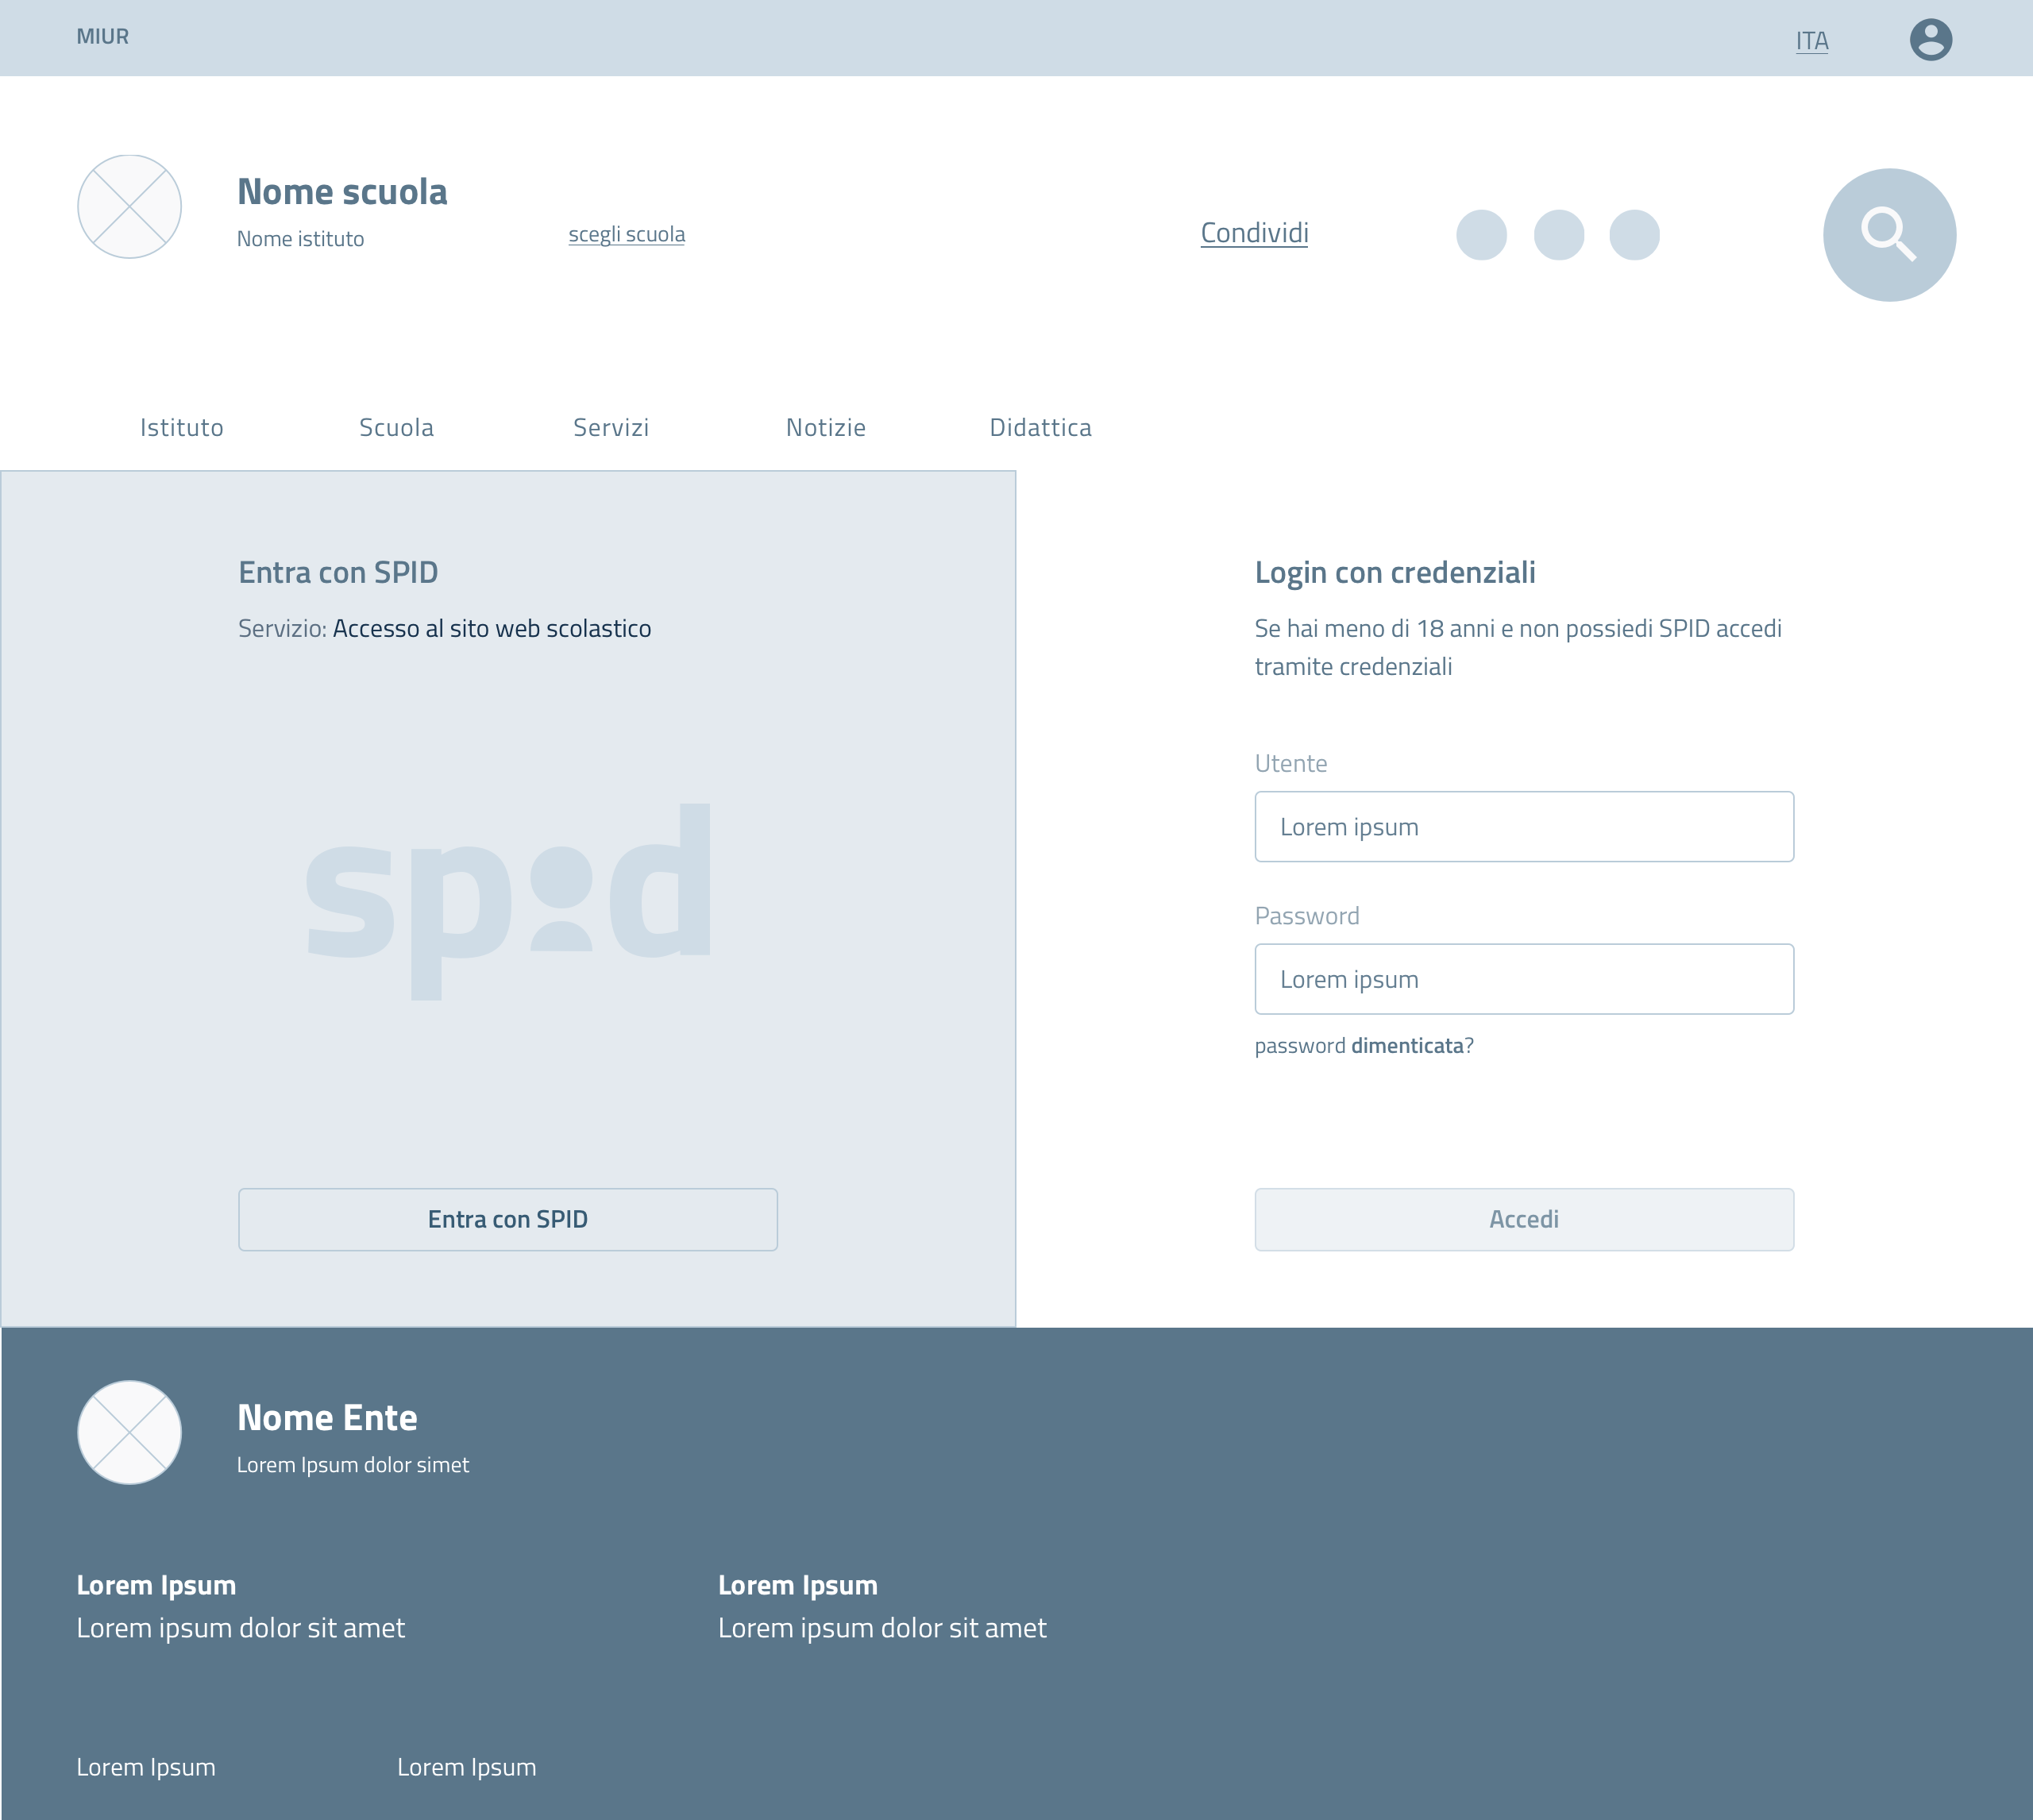 MIUR
ITA
Nome scuola
Nome istituto
scegli scuola
Condividi
Istituto
Scuola
Servizi
Notizie
Didattica
Entra con SPID
Servizio: Accesso al sito web scolastico
spid
Entra con SPID
Login con credenziali
Se hai meno di 18 anni e non possiedi SPID accedi
tramite credenziali
Utente
Lorem ipsum
Password
Lorem ipsum
password dimenticata?
Accedi
Nome Ente
Lorem Ipsum dolor simet
Lorem Ipsum
Lorem ipsum dolor sit amet
Lorem Ipsum
Lorem ipsum dolor sit amet
Lorem Ipsum
Lorem Ipsum